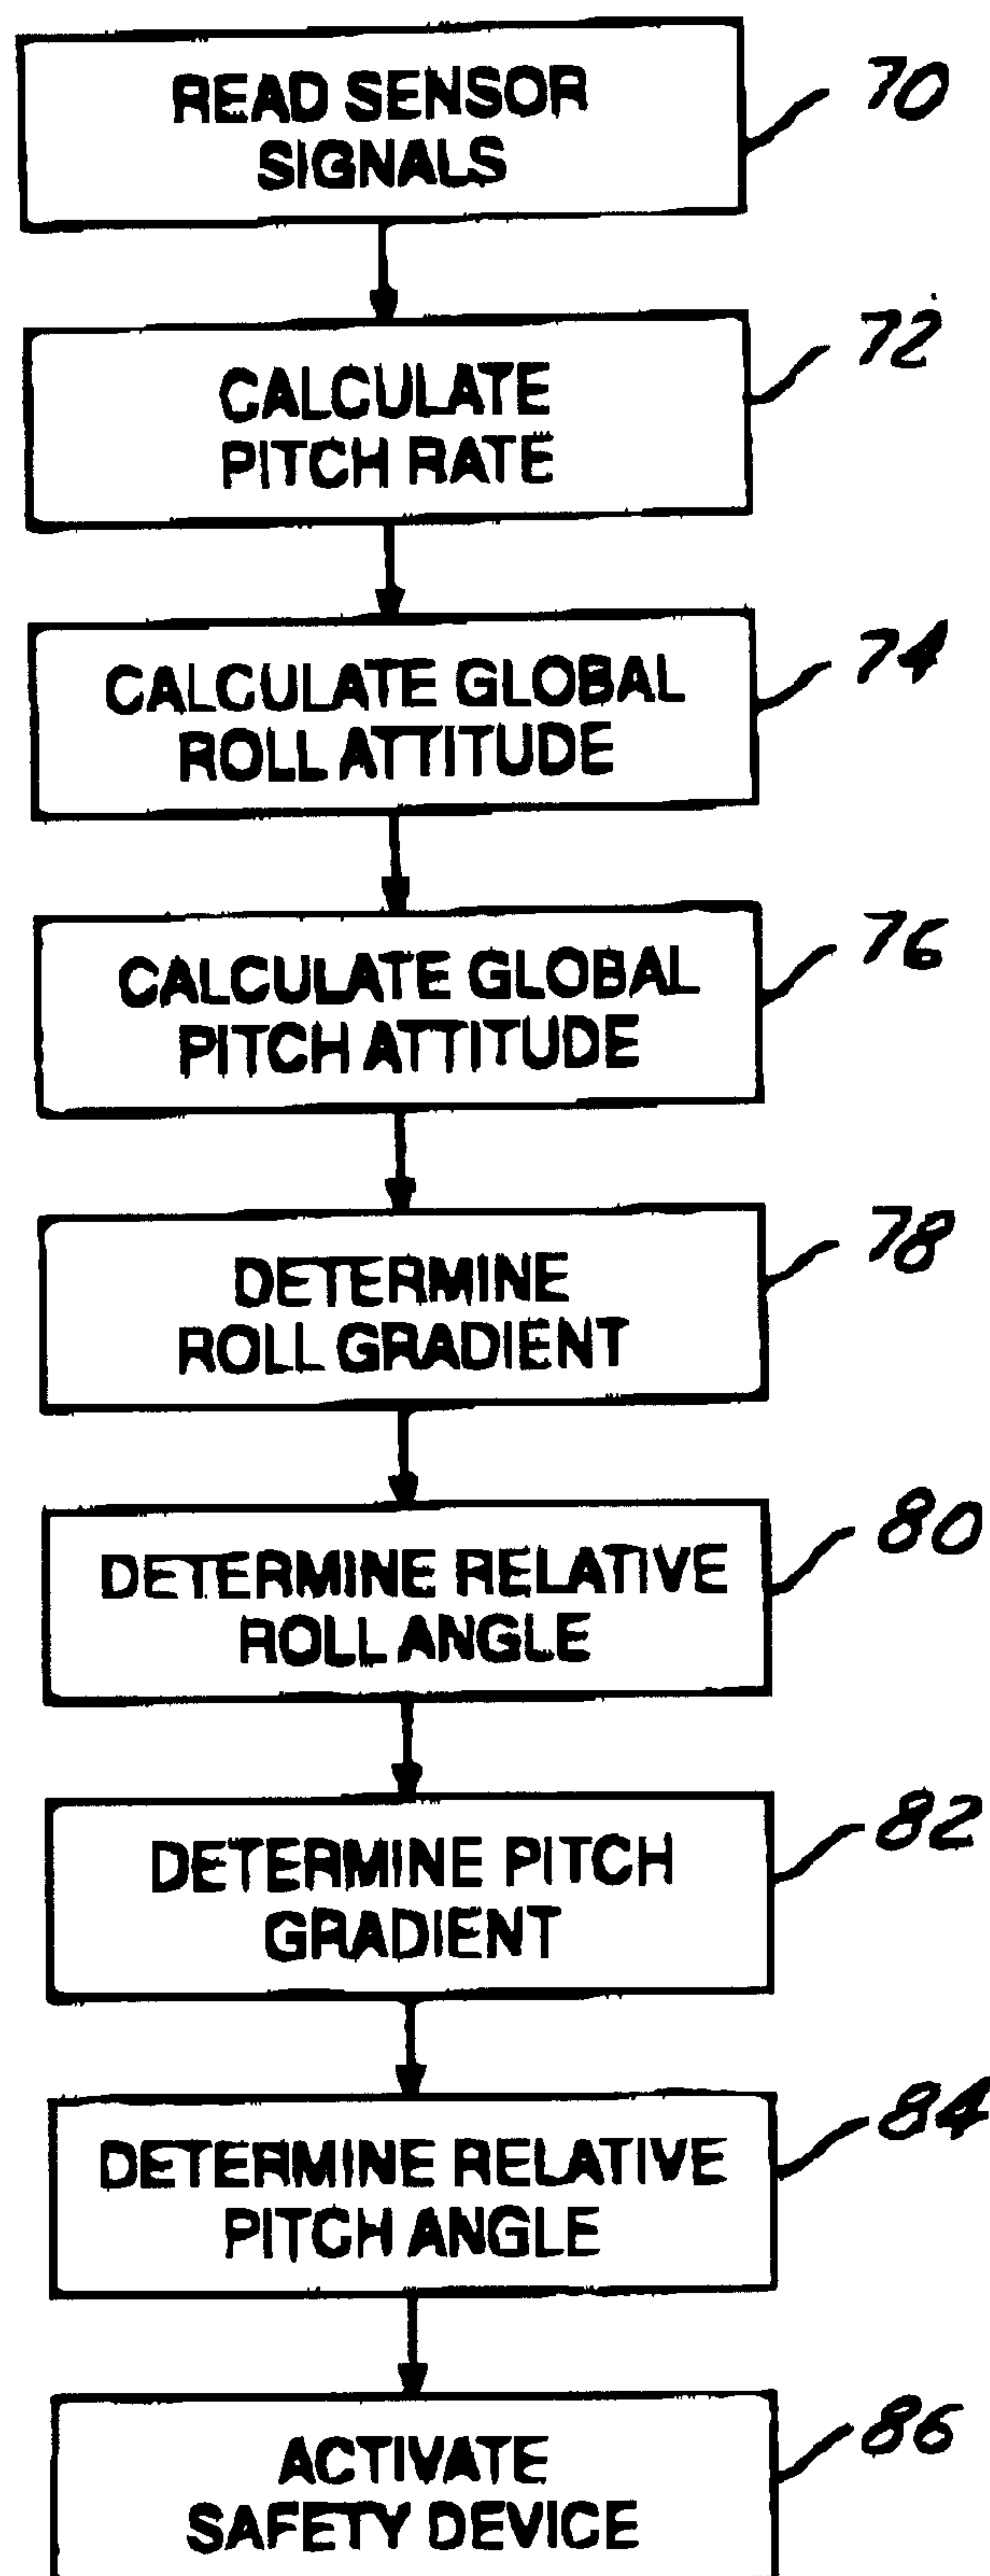 READ SENSOR
SIGNALS
70
CALCULATE
PITCH RATE
72
CALCULATE GLOBAL
ROLL ATTITUDE
74
CALCULATE GLOBAL
PITCH ATTITUDE
76
DETERMINE
ROLL GRADIENT
78
DETERMINE RELATIVE
ROLL ANGLE
80
DETERMINE PITCH
GRADIENT
82
DETERMINE RELATIVE
PITCH ANGLE
84
ACTIVATE
SAFETY DEVICE
86